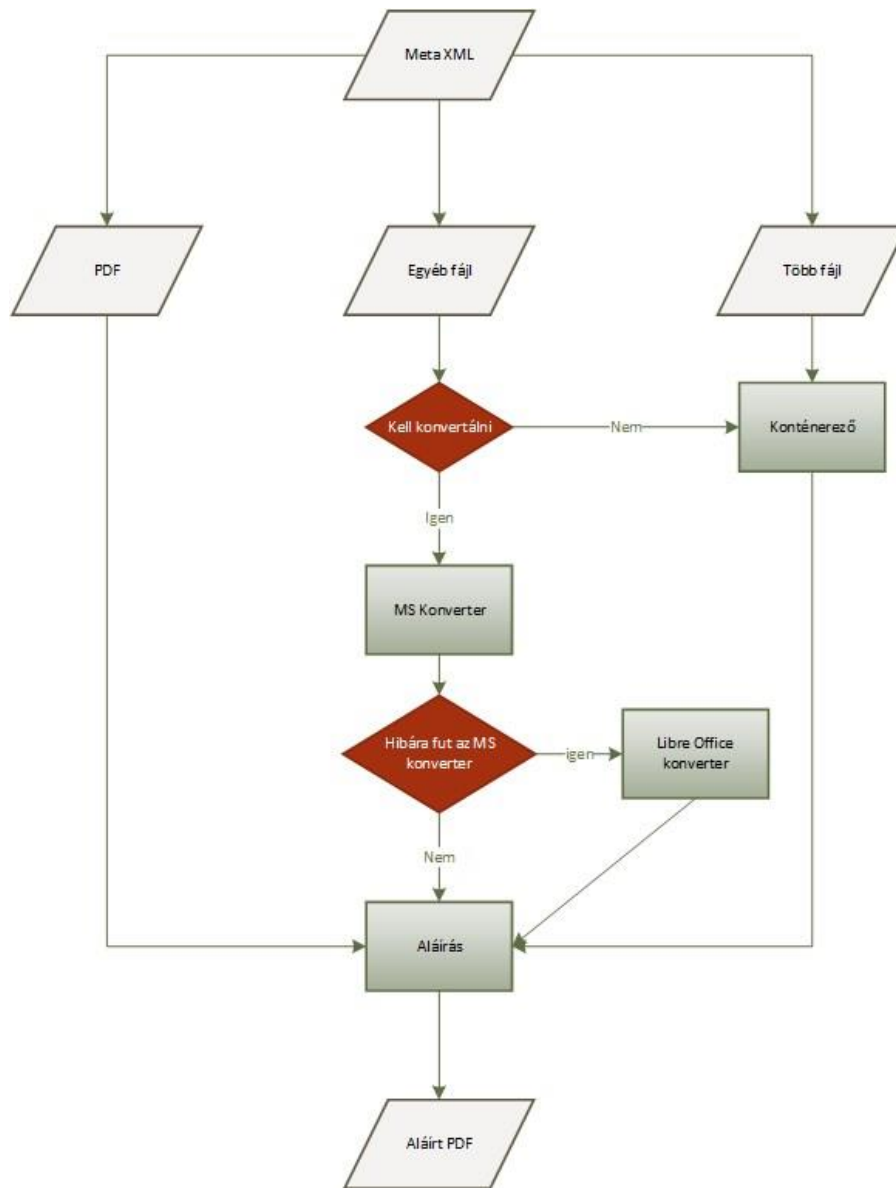 Meta XML
PDF
Egyéb fájl
Több fájl
Kell konvertálni
Nem
Konténerező
Igen
MS Konverter
Hibára fut az MS
konverter
igen
Libre Office
konverter
Nem
Aláírás
Aláírt PDF